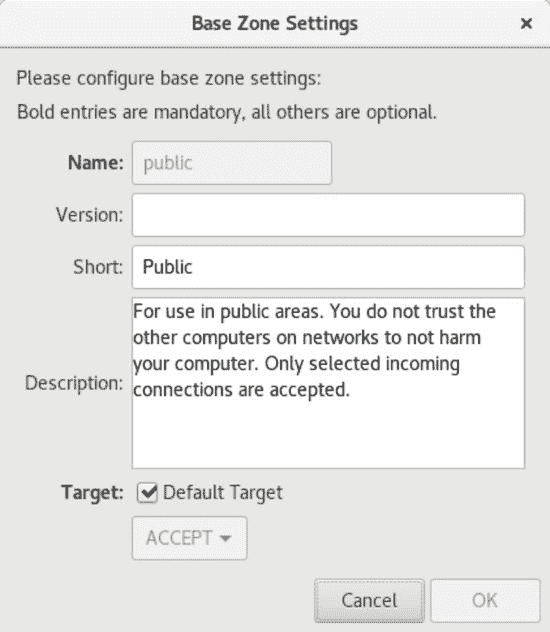 Base Zone Settings ×
Please configure base zone settings:
Bold entries are mandatory, all others are optional.
Name: public
Version:
Short: Public
Description: For use in public areas. You do not trust the
other computers on networks to not harm
your computer. Only selected incoming
connections are accepted.
Target: Default Target
ACCEPT
Cancel OK